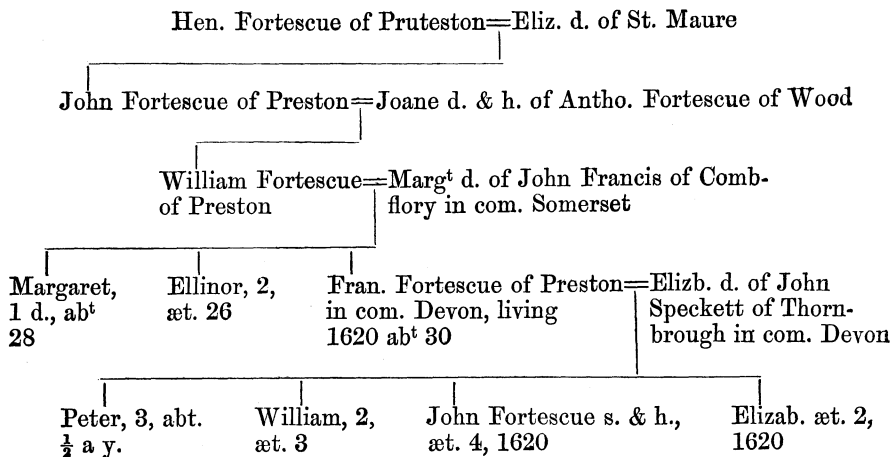 Hen. Fortescue of Pruteston=Eliz. d. of St. Maure
John Fortescue of Preston=Joane d. & h. of Antho. Fortescue of Wood
William Fortescue=Margᵗ d. of John Francis of Comb-
of Preston
flory in com. Somerset
Margaret,
1 d., abᵗ
28
Ellinor, 2,
æt. 26
Fran. Fortescue of Preston=Elizb. d. of John
in com. Devon, living
1620 abᵗ 30
Speckett of Thorn-
brough in com. Devon
Peter, 3, abt.
½ a y.
William, 2,
æt. 3
John Fortescue s. & h.,
æt. 4, 1620
Elizab. æt. 2,
1620